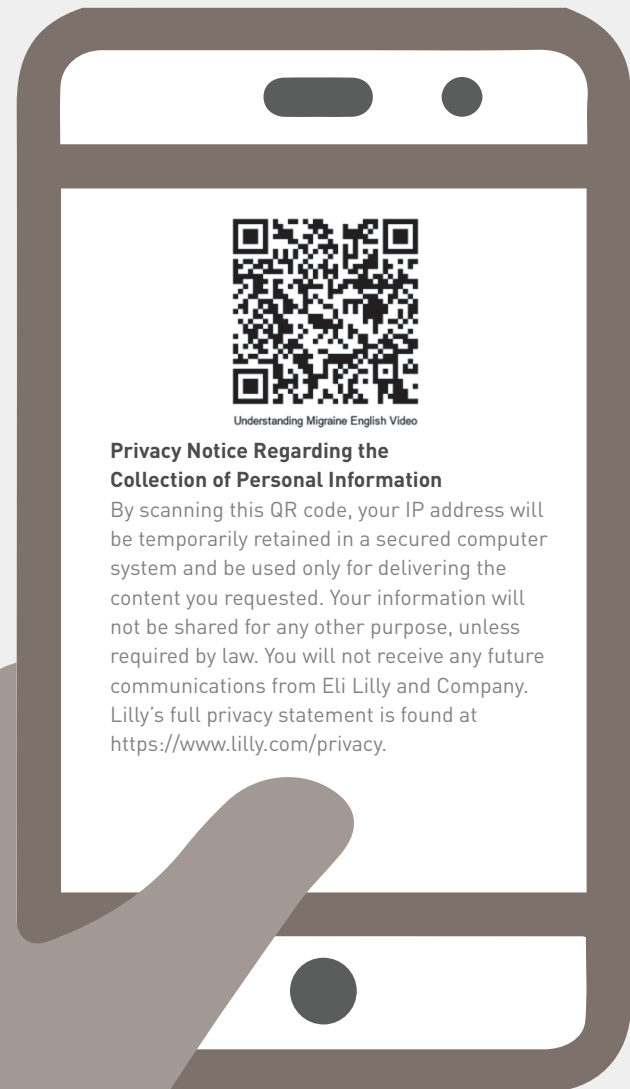 Understanding Migraine English Video
Privacy Notice Regarding the
Collection of Personal Information
By scanning this QR code, your IP address will
be temporarily retained in a secured computer
system and be used only for delivering the
content you requested. Your information will
not be shared for any other purpose, unless
required by law. You will not receive any future
communications from Eli Lilly and Company.
Lilly’s full privacy statement is found at
https://www.lilly.com/privacy.